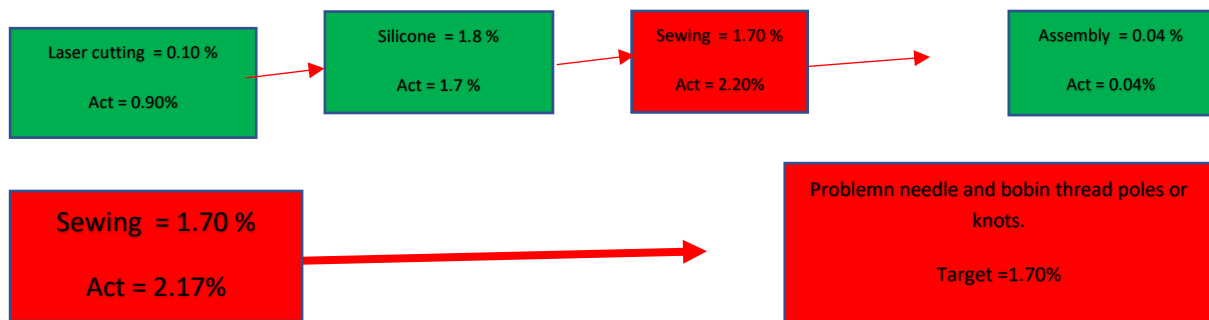 Laser cutting = 0.10 %
Act = 0.90%
Silicone = 1.8 %
Act = 1.7 %
Sewing = 1.70 %
Act = 2.20%
Assembly = 0.04 %
Act = 0.04%
Sewing = 1.70 %
Act = 2.17%
Problemn needle and bobin thread poles or
knots.
Target =1.70%